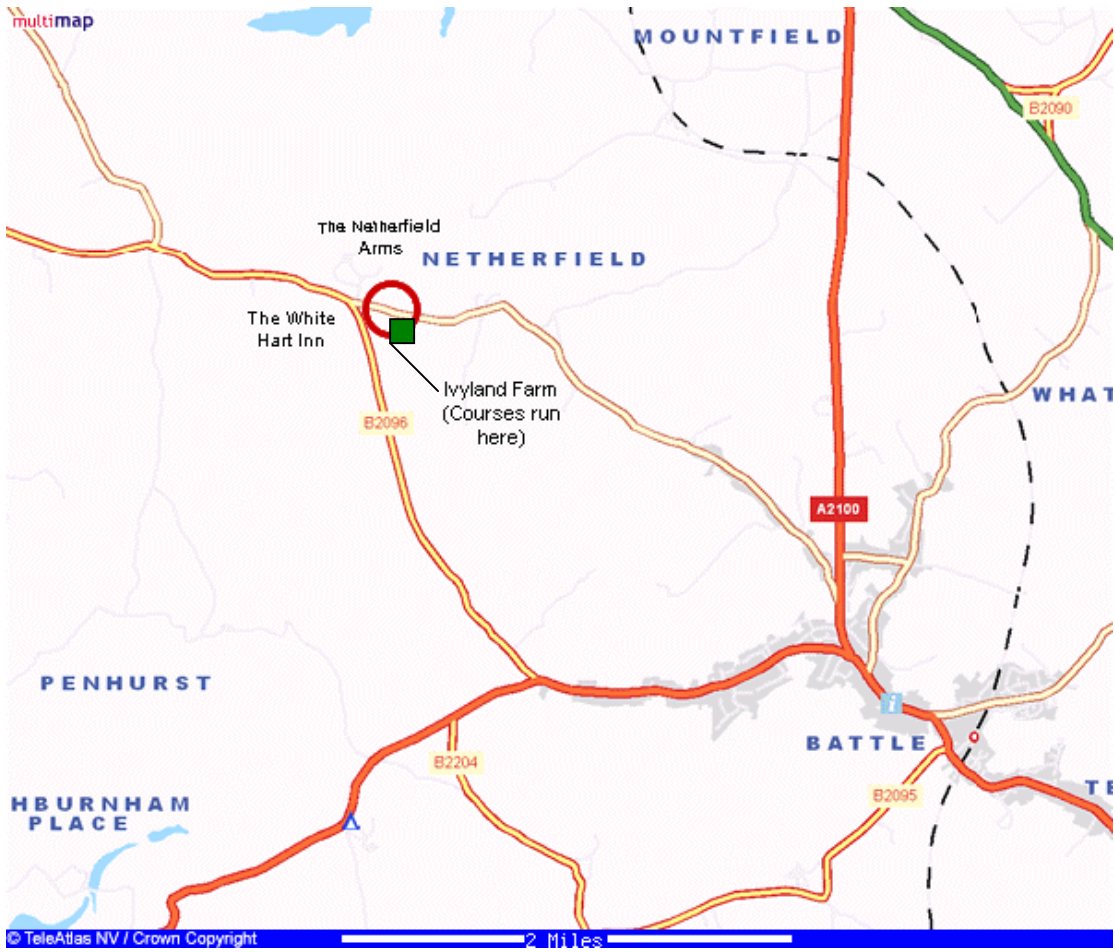 multimap
MOUNTFIELD
B2090
The Netherfield
Arms
NETHERFIELD
The White
Hart Inn
Ivyland Farm
(Courses run
here)
WHAT
B2096
A2100
PENHURST
i
BATTLE
B2204
TE
B2095
HBURNHAM
PLACE
© TeleAtlas NV / Crown Copyright
2 Miles